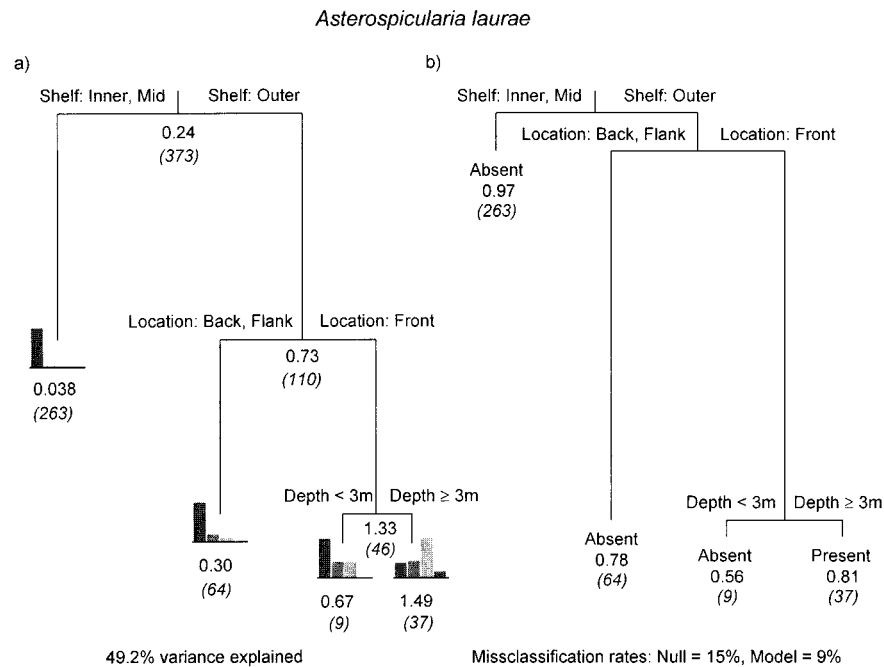 Asterospicularia laurae
a)
Shelf: Inner, Mid
Shelf: Outer
0.24
(373)
Location: Back, Flank
Location: Front
0.73
(110)
0.038
(263)
Depth < 3m
Depth ≥ 3m
1.33
(46)
0.30
(64)
0.67
(9)
1.49
(37)
49.2% variance explained
b)
Shelf: Inner, Mid
Shelf: Outer
Location: Back, Flank
Location: Front
Absent
0.97
(263)
Depth < 3m
Depth ≥ 3m
Absent
0.78
(64)
Absent
0.56
(9)
Present
0.81
(37)
Missclassification rates: Null = 15%, Model = 9%